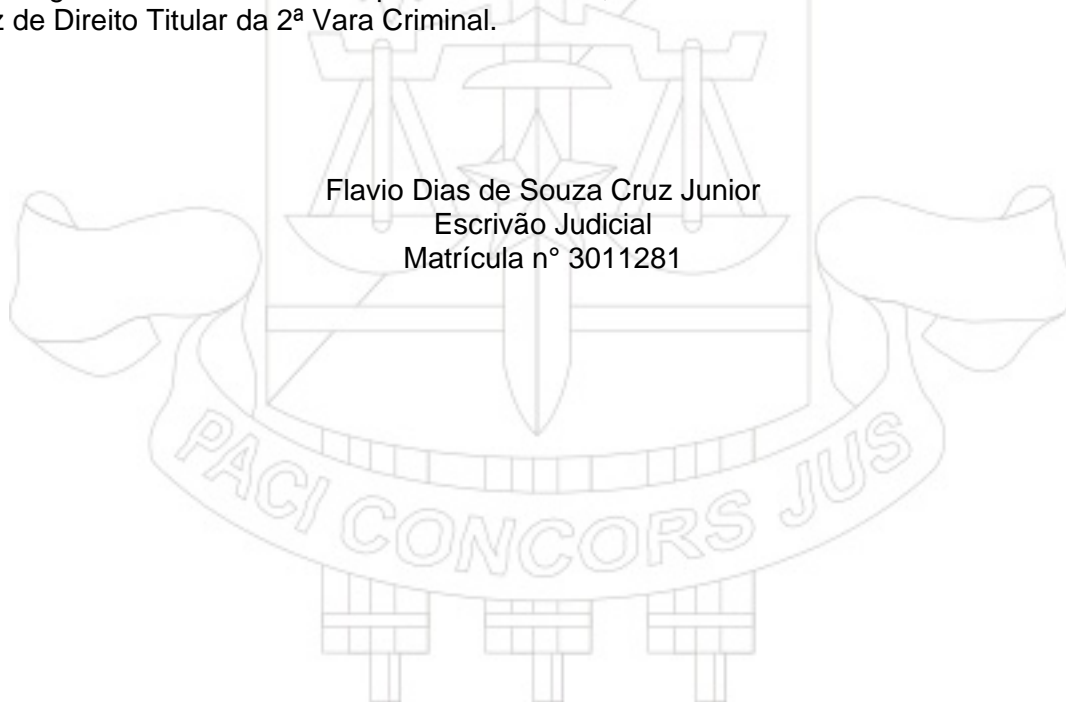 z de Direito Titular da 2ª Vara Criminal.
Flavio Dias de Souza Cruz Junior
Escrivão Judicial
Matrícula n° 3011281
PACI CONCORS JUS